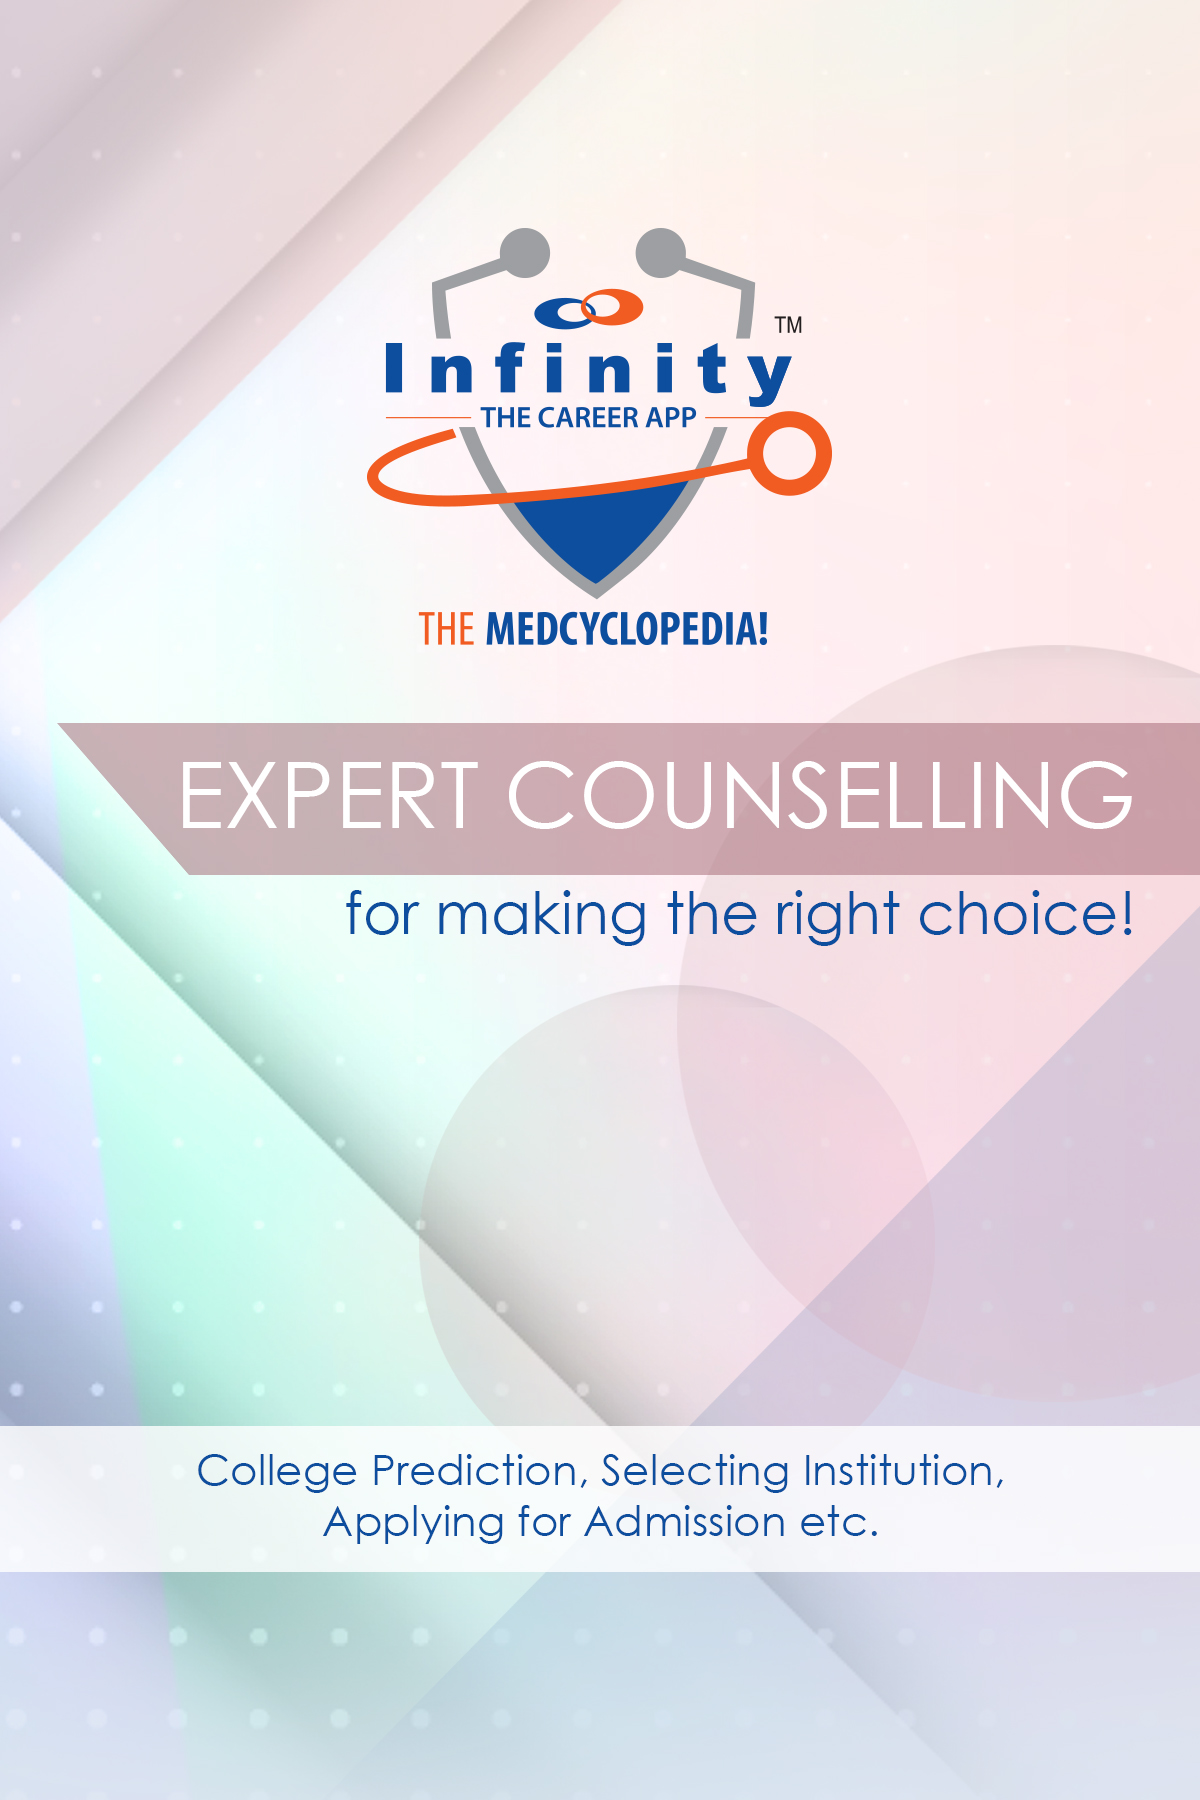 Infinity
TM
THE CAREER APP
THE MEDCYCLOPEDIA!
EXPERT COUNSELLING
for making the right choice!
College Prediction, Selecting Institution,
Applying for Admission etc.